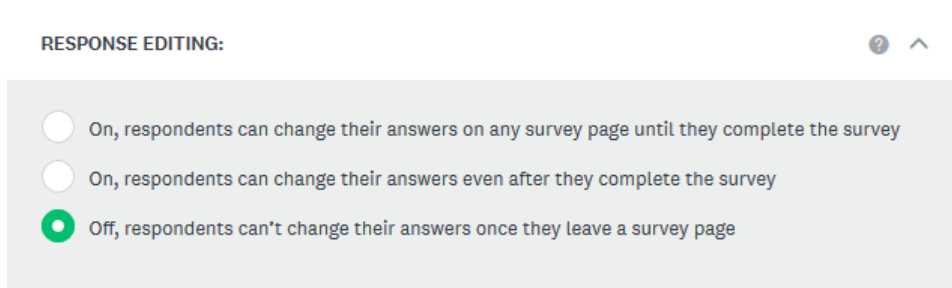 RESPONSE EDITING:
On, respondents can change their answers on any survey page until they complete the survey
On, respondents can change their answers even after they complete the survey
Off, respondents can't change their answers once they leave a survey page